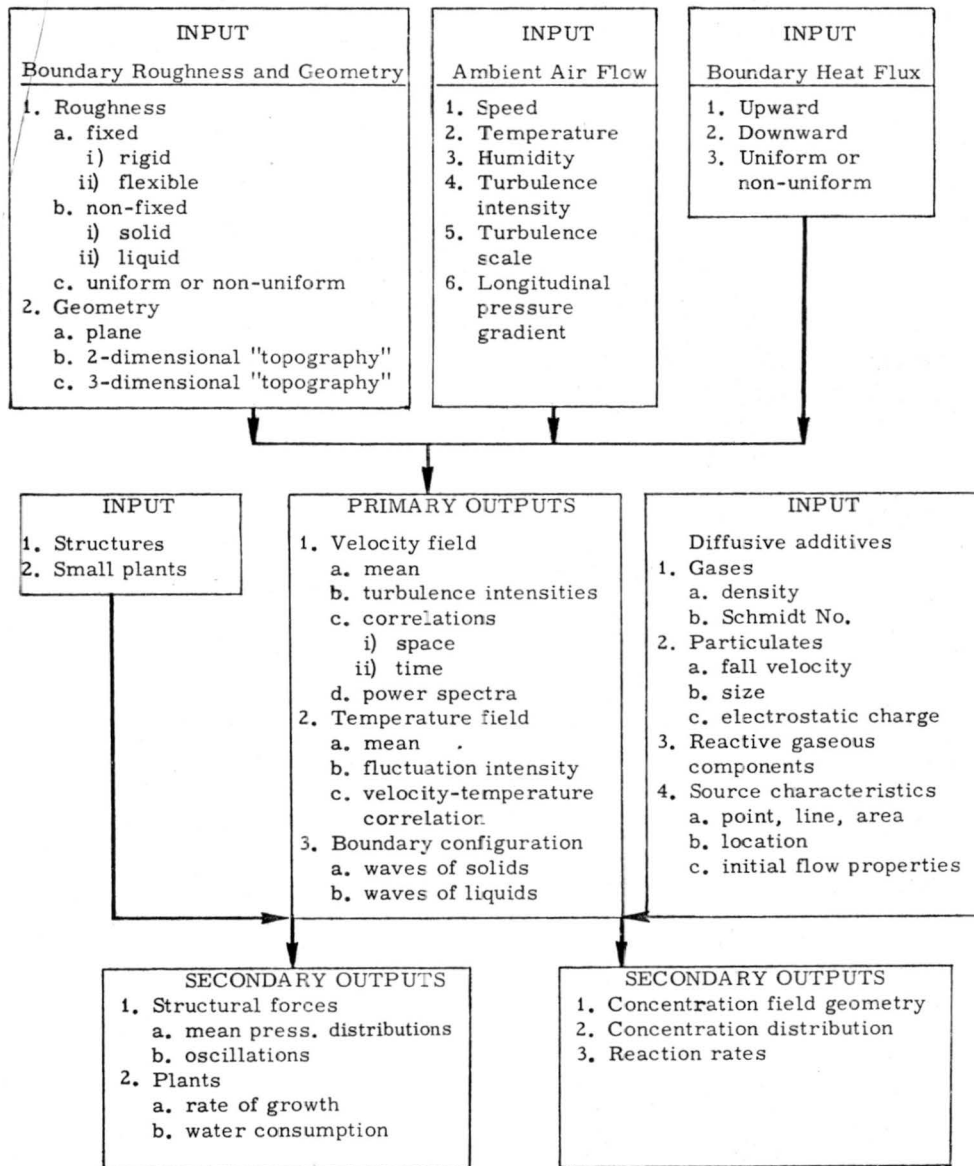 INPUT
Boundary Roughness and Geometry
1. Roughness
a. fixed
i) rigid
ii) flexible
b. non-fixed
i) solid
ii) liquid
c. uniform or non-uniform
2. Geometry
a. plane
b. 2-dimensional "topography"
c. 3-dimensional "topography"
INPUT
Ambient Air Flow
1. Speed
2. Temperature
3. Humidity
4. Turbulence
intensity
5. Turbulence
scale
6. Longitudinal
pressure
gradient
INPUT
Boundary Heat Flux
1. Upward
2. Downward
3. Uniform or
non-uniform
INPUT
1. Structures
2. Small plants
PRIMARY OUTPUTS
1. Velocity field
a. mean
b. turbulence intensities
c. correlations
i) space
ii) time
d. power spectra
2. Temperature field
a. mean
b. fluctuation intensity
c. velocity-temperature
correlation
3. Boundary configuration
a. waves of solids
b. waves of liquids
INPUT
Diffusive additives
1. Gases
a. density
b. Schmidt No.
2. Particulates
a. fall velocity
b. size
c. electrostatic charge
3. Reactive gaseous
components
4. Source characteristics
a. point, line, area
b. location
c. initial flow properties
SECONDARY OUTPUTS
1. Structural forces
a. mean press. distributions
b. oscillations
2. Plants
a. rate of growth
b. water consumption
SECONDARY OUTPUTS
1. Concentration field geometry
2. Concentration distribution
3. Reaction rates